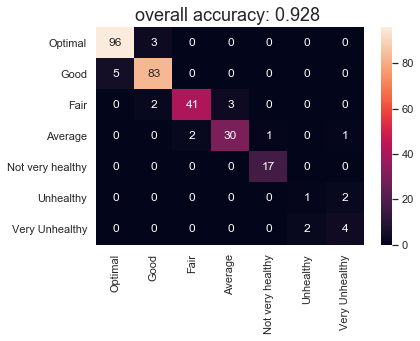 overall accuracy: 0.928
Optimal 96 3 0 0 0 0 0
Good 5 83 0 0 0 0 0
Fair 0 2 41 3 0 0 0
Average 0 0 2 30 1 0 1
Not very healthy 0 0 0 0 17 0 0
Unhealthy 0 0 0 0 0 1 2
Very Unhealthy 0 0 0 0 0 2 4
Optimal
Good
Fair
Average
Not very healthy
Unhealthy
Very Unhealthy
80
60
40
20
0